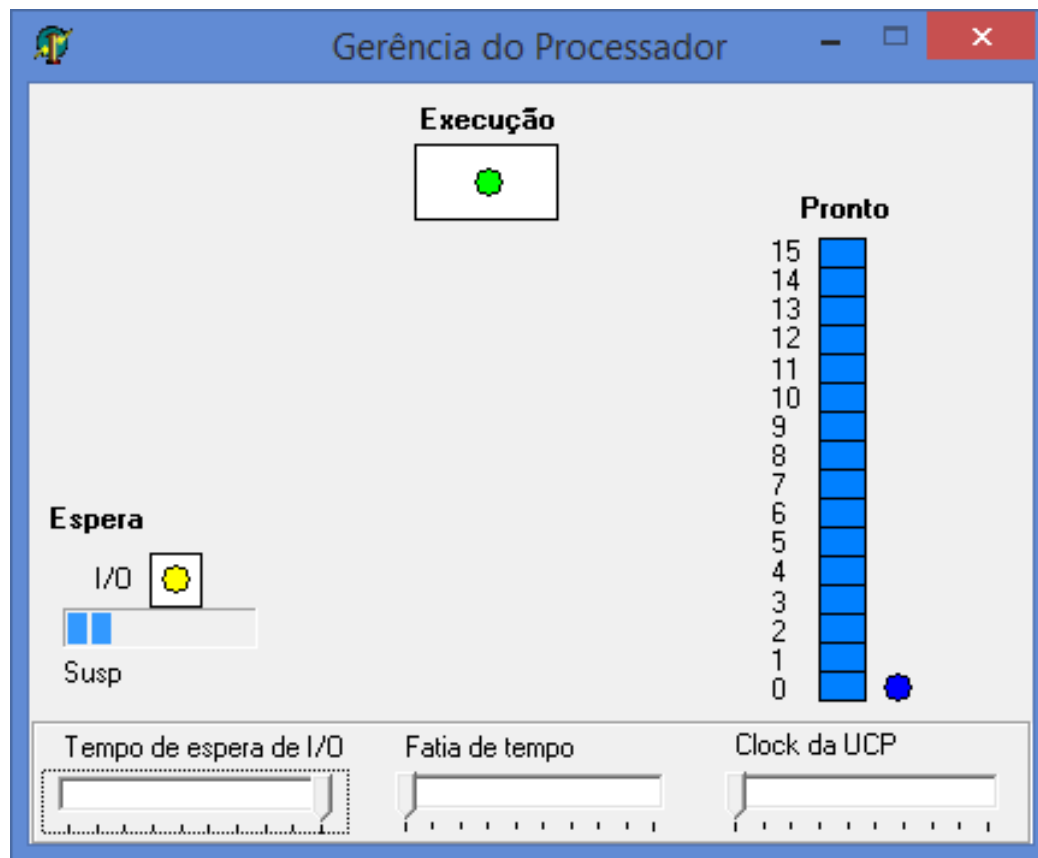 Gerência do Processador
Execução
Pronto
15
14
13
12
11
10
9
8
7
6
5
4
3
2
1
0
Espera
I/O
Susp
Tempo de espera de I/O
Fatia de tempo
Clock da UCP